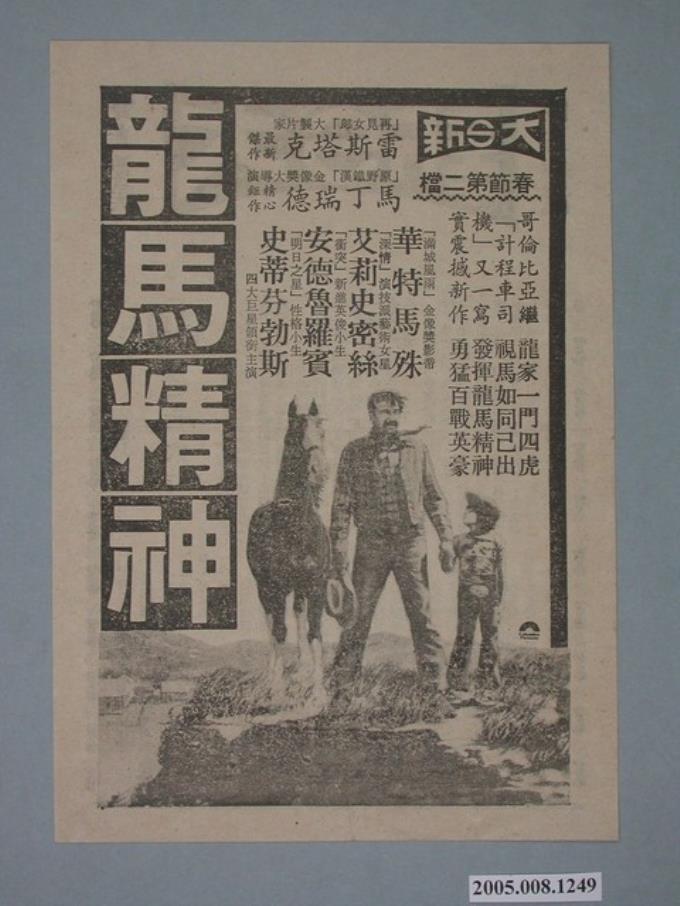 大日新
春節第二檔
哥倫比亞繼
「計程車司
機」又一寫
實震撼新作
龍家一門四虎
視馬如同己出
發揮龍馬精神
勇猛百戰英豪
「再見女郎」大製片家
雷斯塔克
最新
傑作
「原野鐵漢」金像獎大導演
馬丁瑞德
精心
鉅作
「滿城風雨」金像獎影帝
華特馬殊
「深情」演技派藝術女星
艾莉史密絲
「衝突」新進英俊小生
安德魯羅賓
「明日之星」性格小生
史蒂芬勃斯
四大巨星領銜主演
龍馬精神
Columbia
Pictures
2005.008.1249